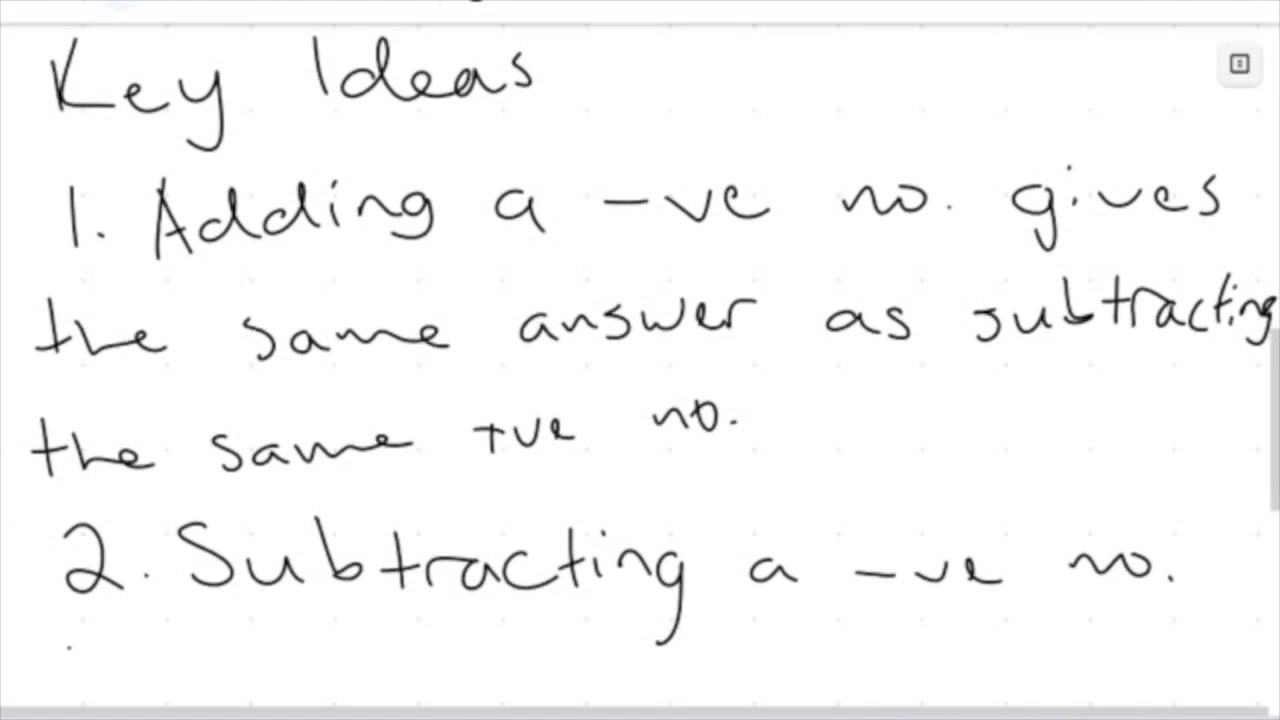 Key Ideas
1. Adding a -ve no. gives
the same answer as subtracting
the same +ve no.
2. Subtracting a -ve no.